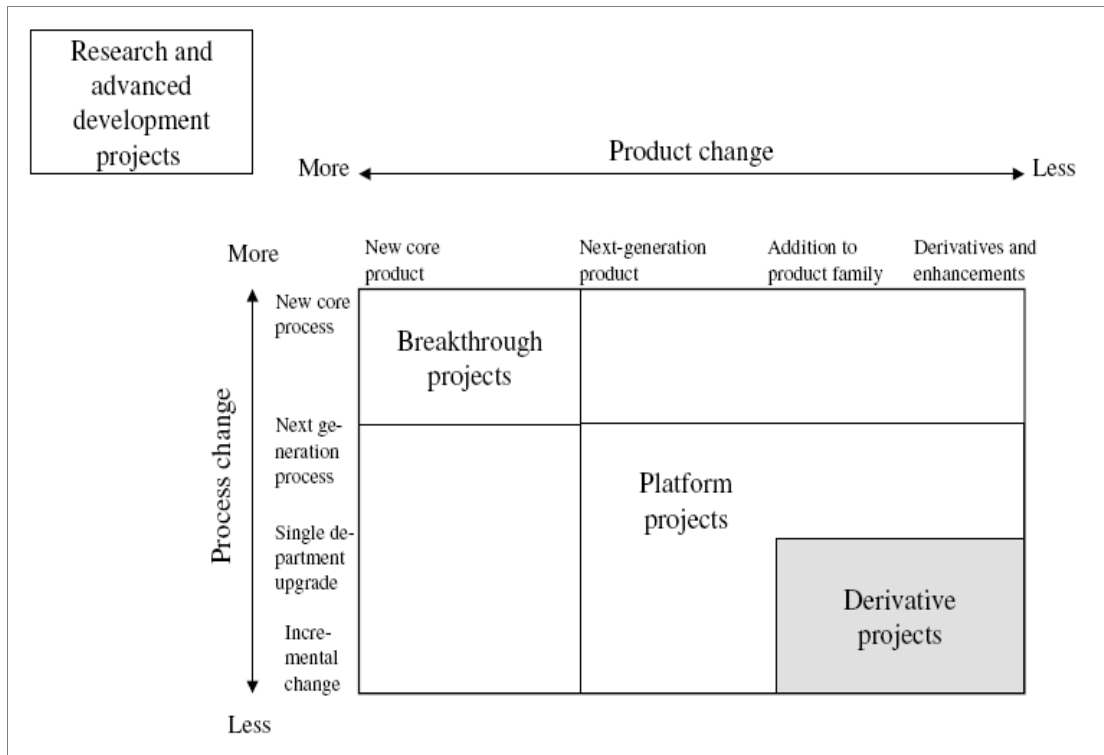 Research and
advanced
development
projects
Product change
More
Less
More
New core
product
Next-generation
product
Addition to
product family
Derivatives and
enhancements
Process change
New core
process
Breakthrough
projects
Next ge-
neration
process
Platform
projects
Single de-
partment
upgrade
Derivative
projects
Incre-
mental
change
Less